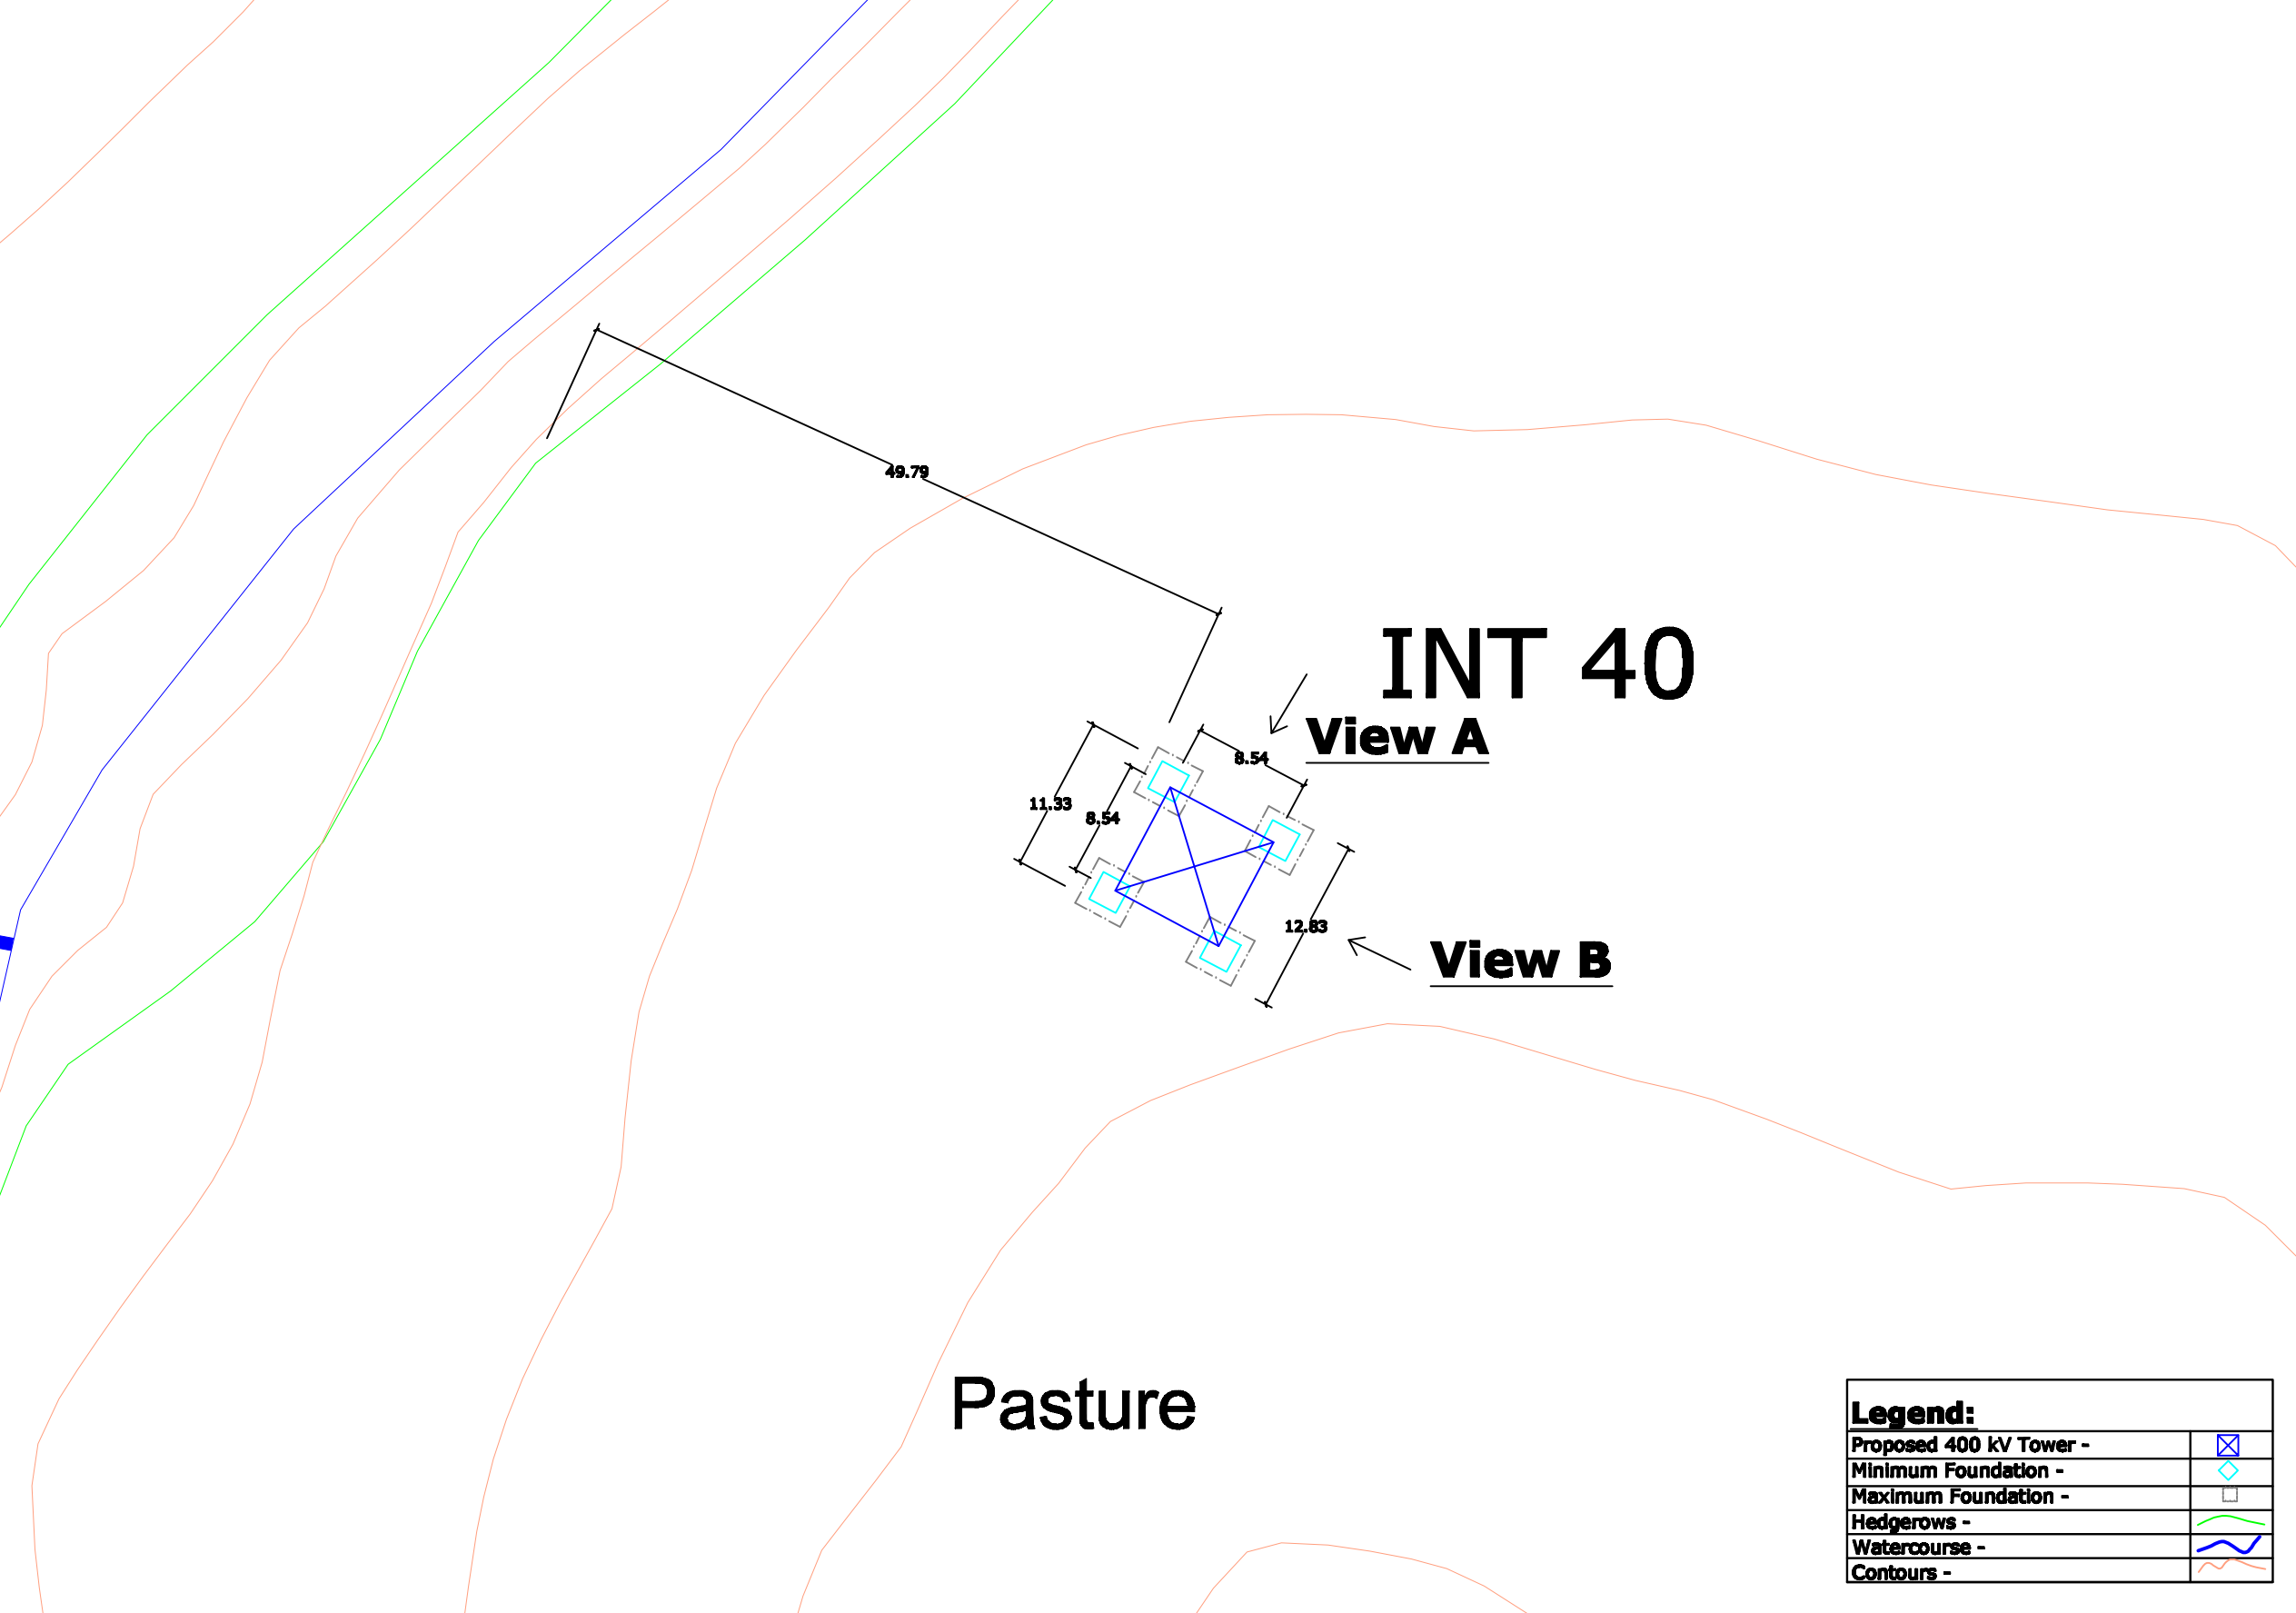 49.79
INT 40
View A
8.54
11.33
8.54
12.83
View B
Pasture
Legend:
Proposed 400 kV Tower -
Minimum Foundation -
Maximum Foundation -
Hedgerows -
Watercourse -
Contours -